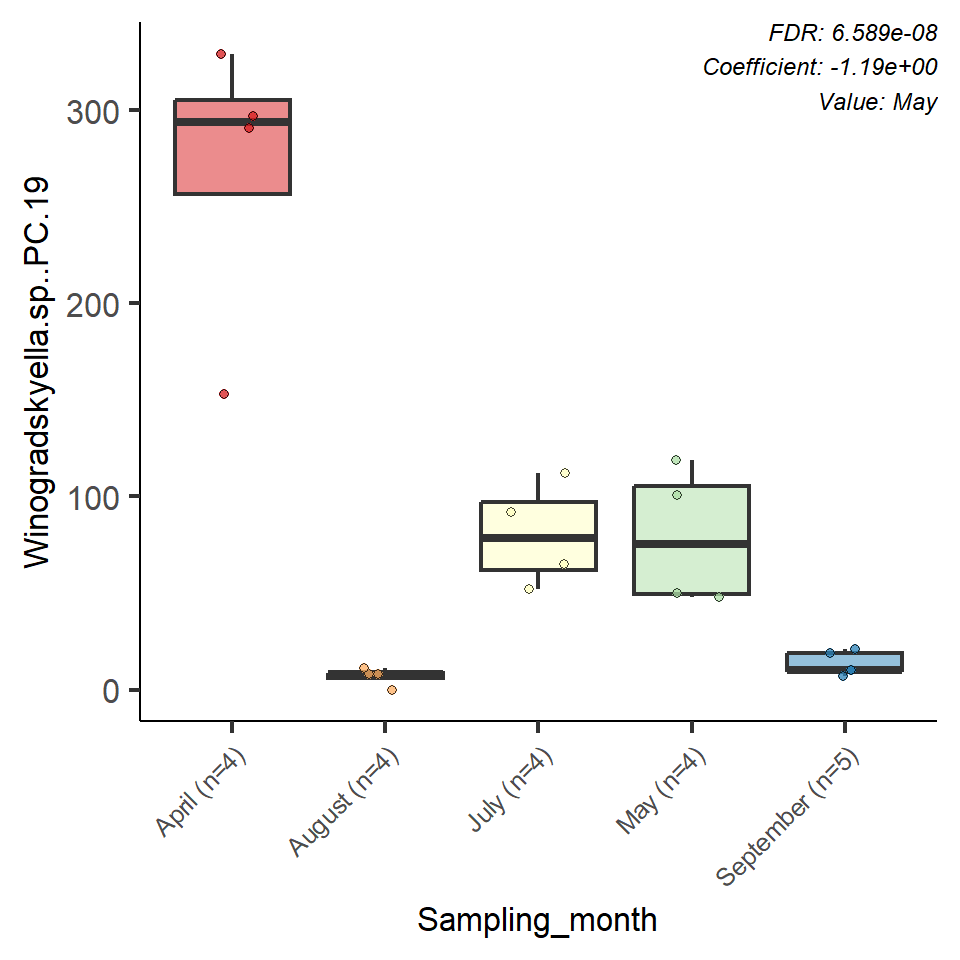 FDR: 6.589e-08
Coefficient: -1.19e+00
Value: May
Winogradskyella.sp..PC.19
300
200
100
0
April (n=4)
August (n=4)
July (n=4)
May (n=4)
September (n=5)
Sampling_month